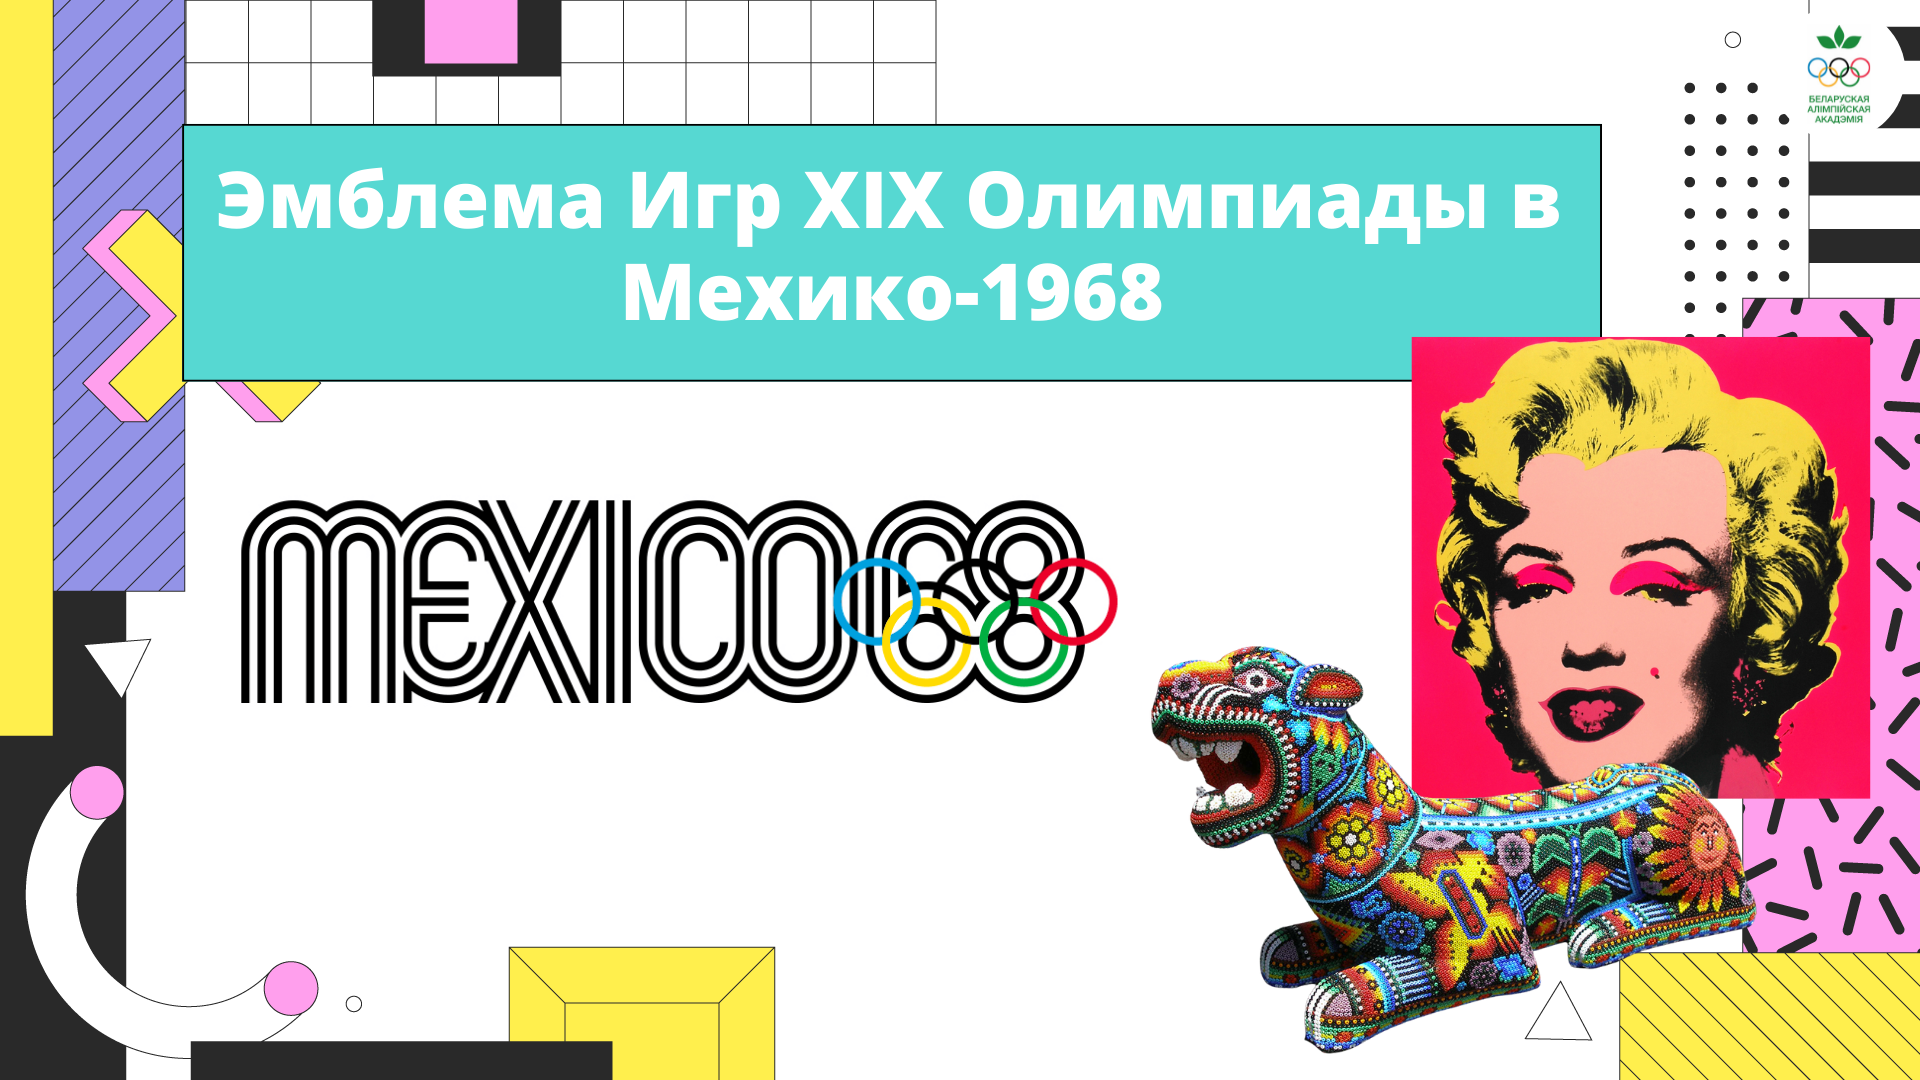 БЕЛАРУСКАЯ
АЛІМПІЙСКАЯ
АКАДЭМІЯ
Эмблема Игр XIX Олимпиады в
Мехико-1968
MEXICO68